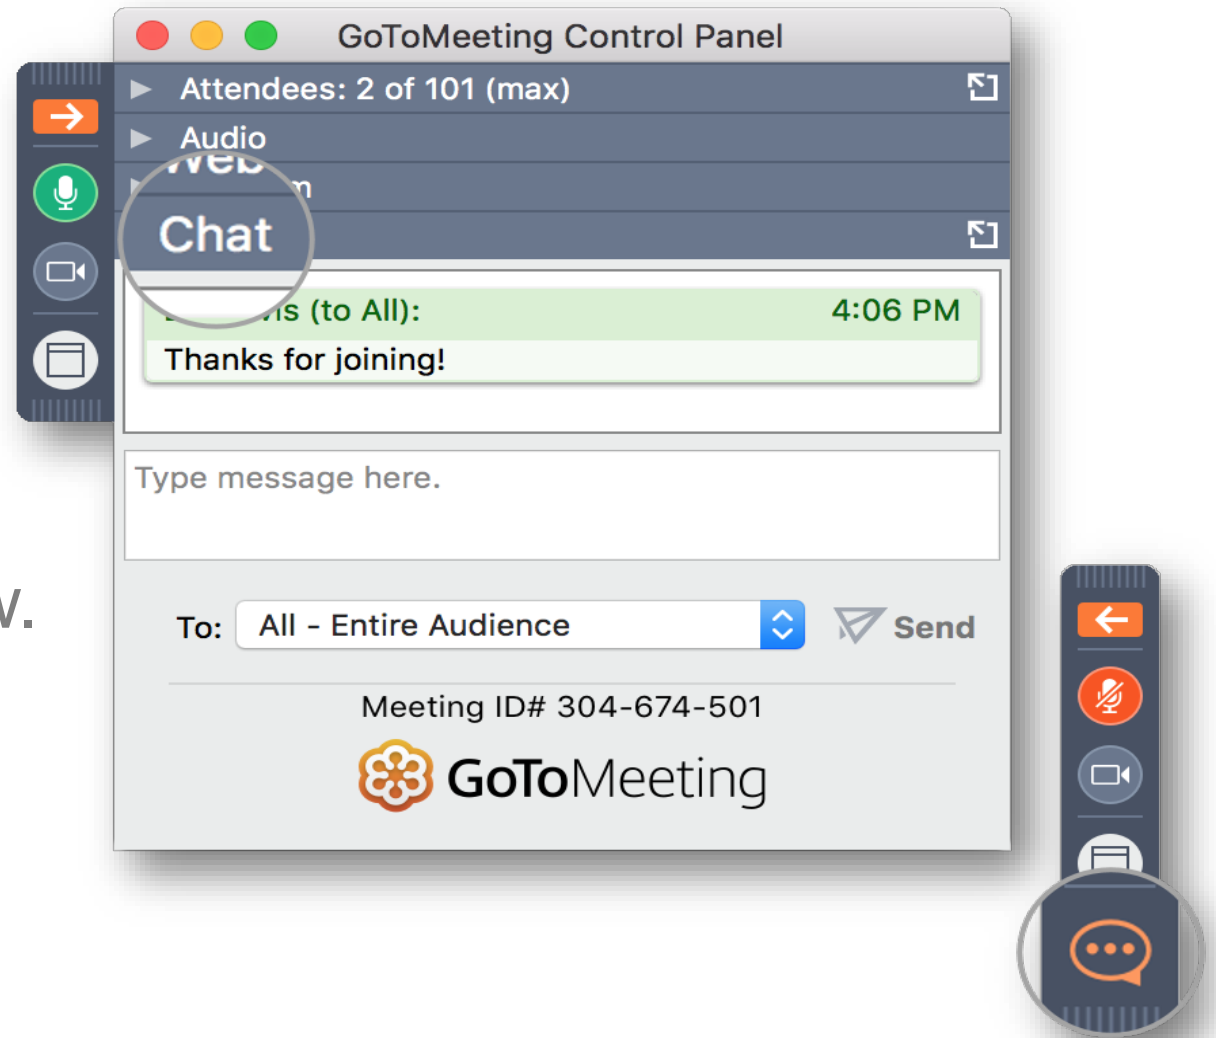 GoToMeeting Control Panel
Attendees: 2 of 101 (max)
Audio
Web
Chat
(to All): 4:06 PM
Thanks for joining!
Type message here.
To: All - Entire Audience Send
Meeting ID# 304-674-501
GoToMeeting